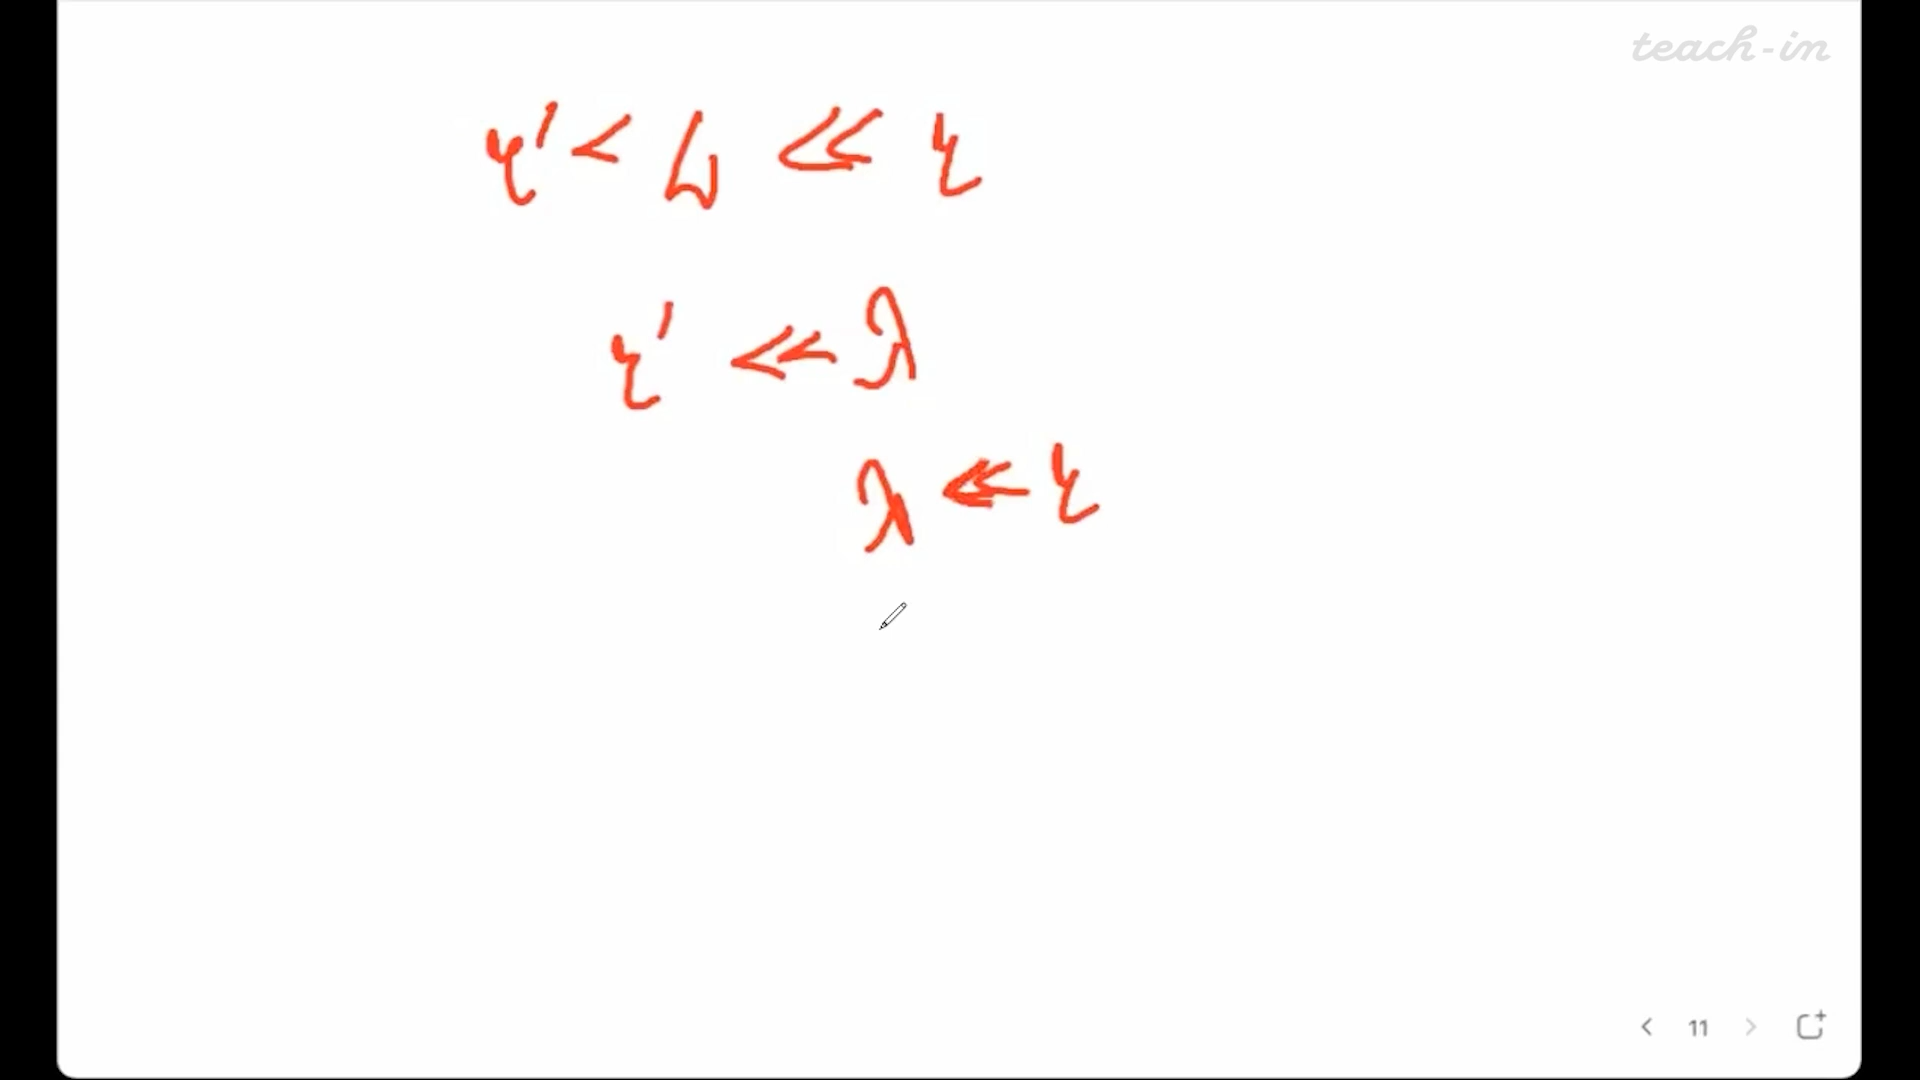 teach-in
r' < L << r
r' << λ
λ << r
11